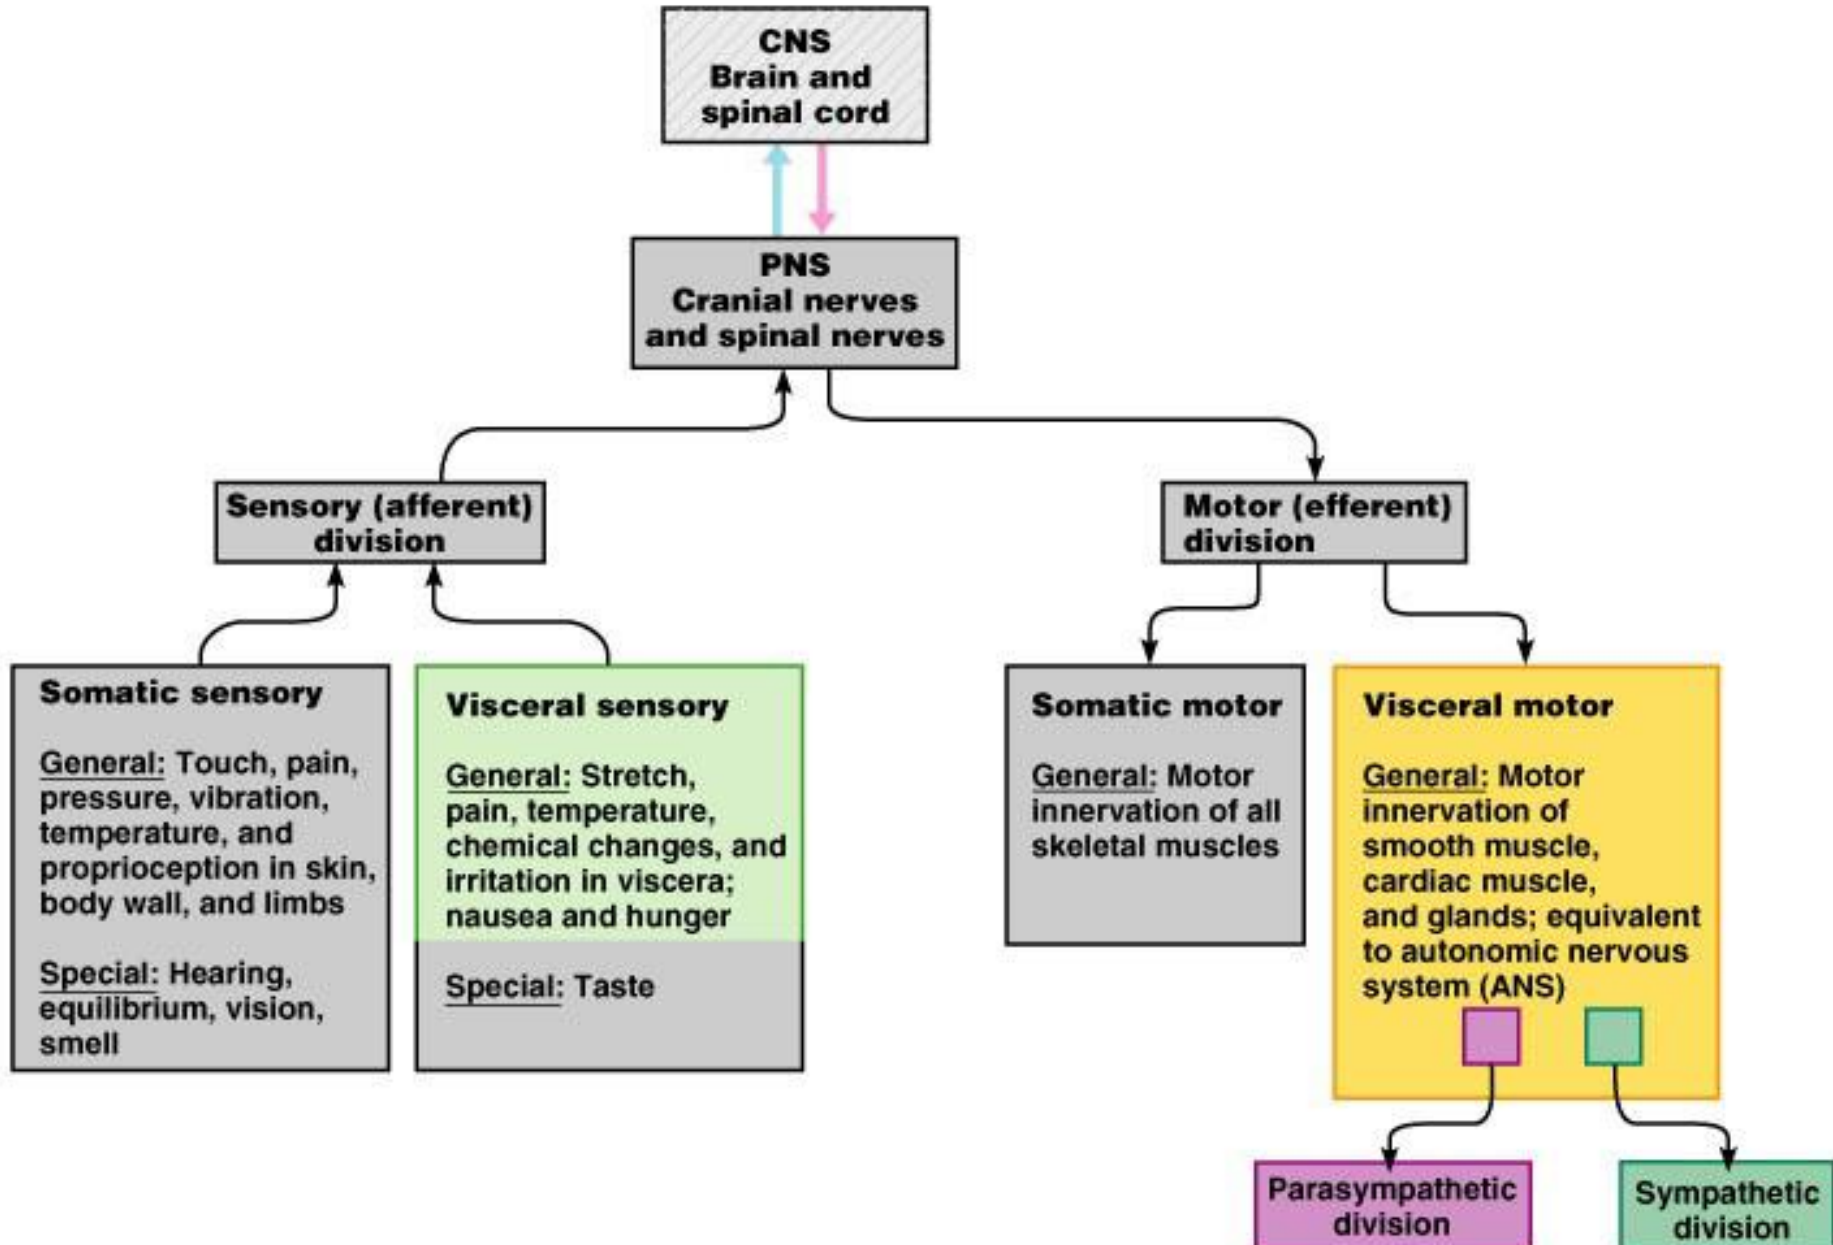 CNS
Brain and
spinal cord
PNS
Cranial nerves
and spinal nerves
Sensory (afferent)
division
Motor (efferent)
division
Somatic sensory
General: Touch, pain,
pressure, vibration,
temperature, and
proprioception in skin,
body wall, and limbs
Special: Hearing,
equilibrium, vision,
smell
Visceral sensory
General: Stretch,
pain, temperature,
chemical changes, and
irritation in viscera;
nausea and hunger
Special: Taste
Somatic motor
General: Motor
innervation of all
skeletal muscles
Visceral motor
General: Motor
innervation of
smooth muscle,
cardiac muscle,
and glands; equivalent
to autonomic nervous
system (ANS)
Parasympathetic
division
Sympathetic
division